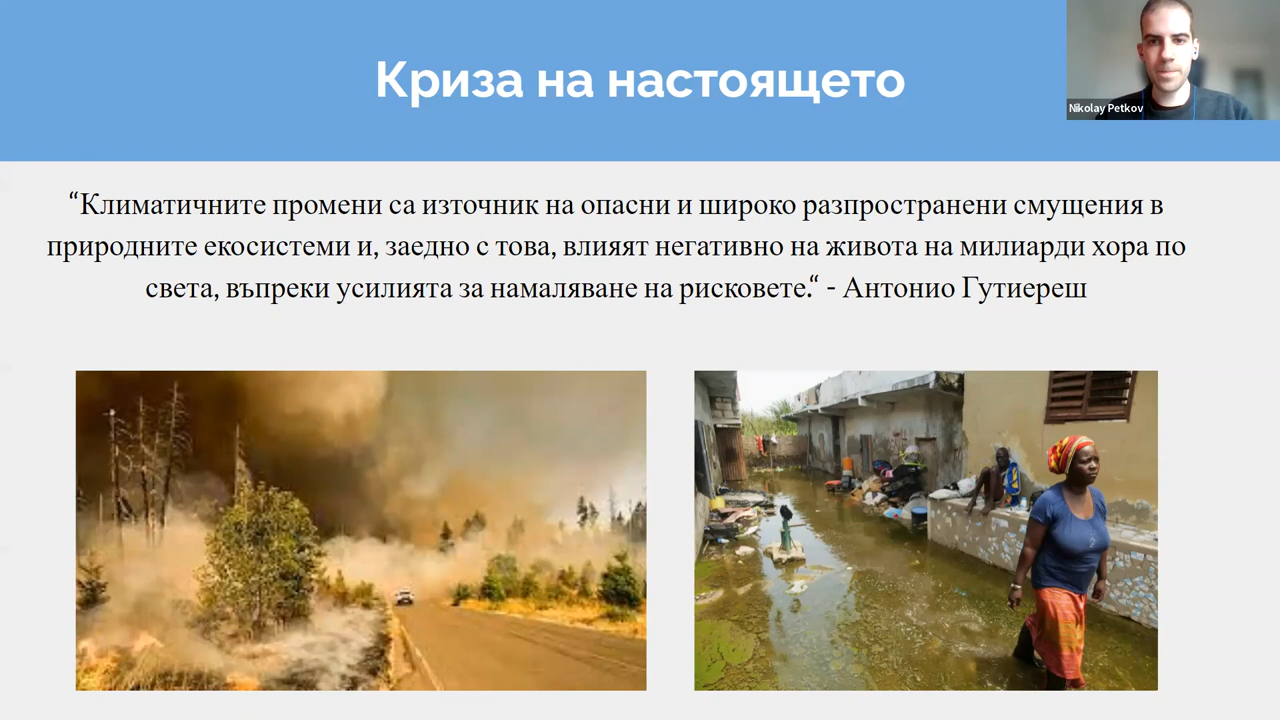 Криза на настоящето
Nikolay Petkov
“Климатичните промени са източник на опасни и широко разпространени смущения в
природните екосистеми и, заедно с това, влияят негативно на живота на милиарди хора по
света, въпреки усилията за намаляване на рисковете.“ - Антонио Гутиереш